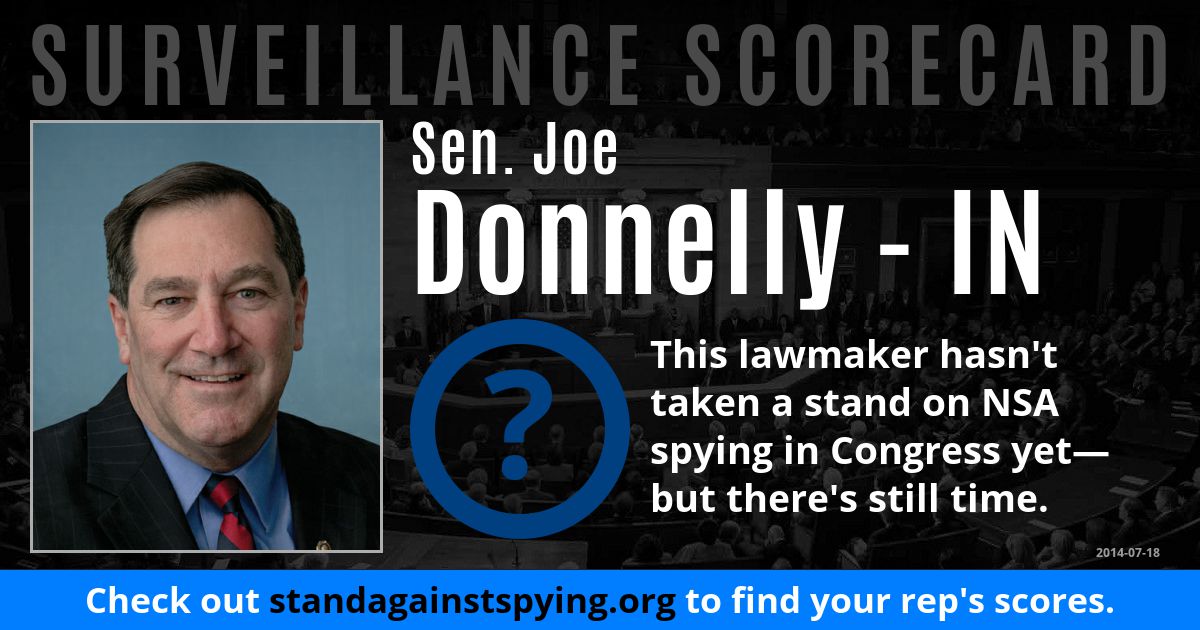 SURVEILLANCE SCORECARD
Sen. Joe
Donnelly - IN
?
This lawmaker hasn't
taken a stand on NSA
spying in Congress yet—
but there's still time.
2014-07-18
Check out standagainstspying.org to find your rep's scores.